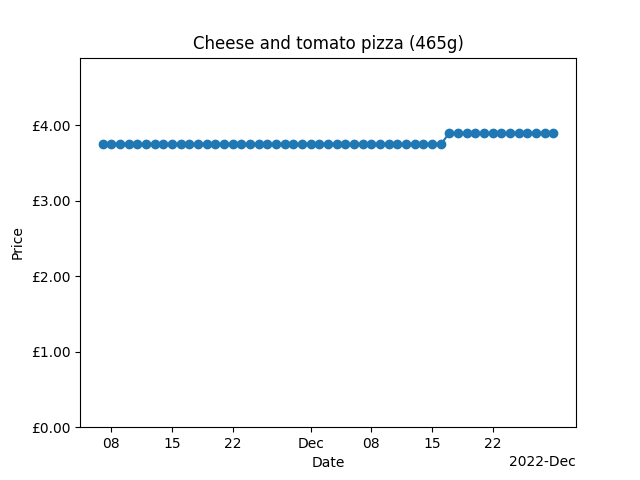 Cheese and tomato pizza (465g)
£4.00
£3.00
£2.00
£1.00
£0.00
Price
08 15 22 Dec 08 15 22
Date
2022-Dec